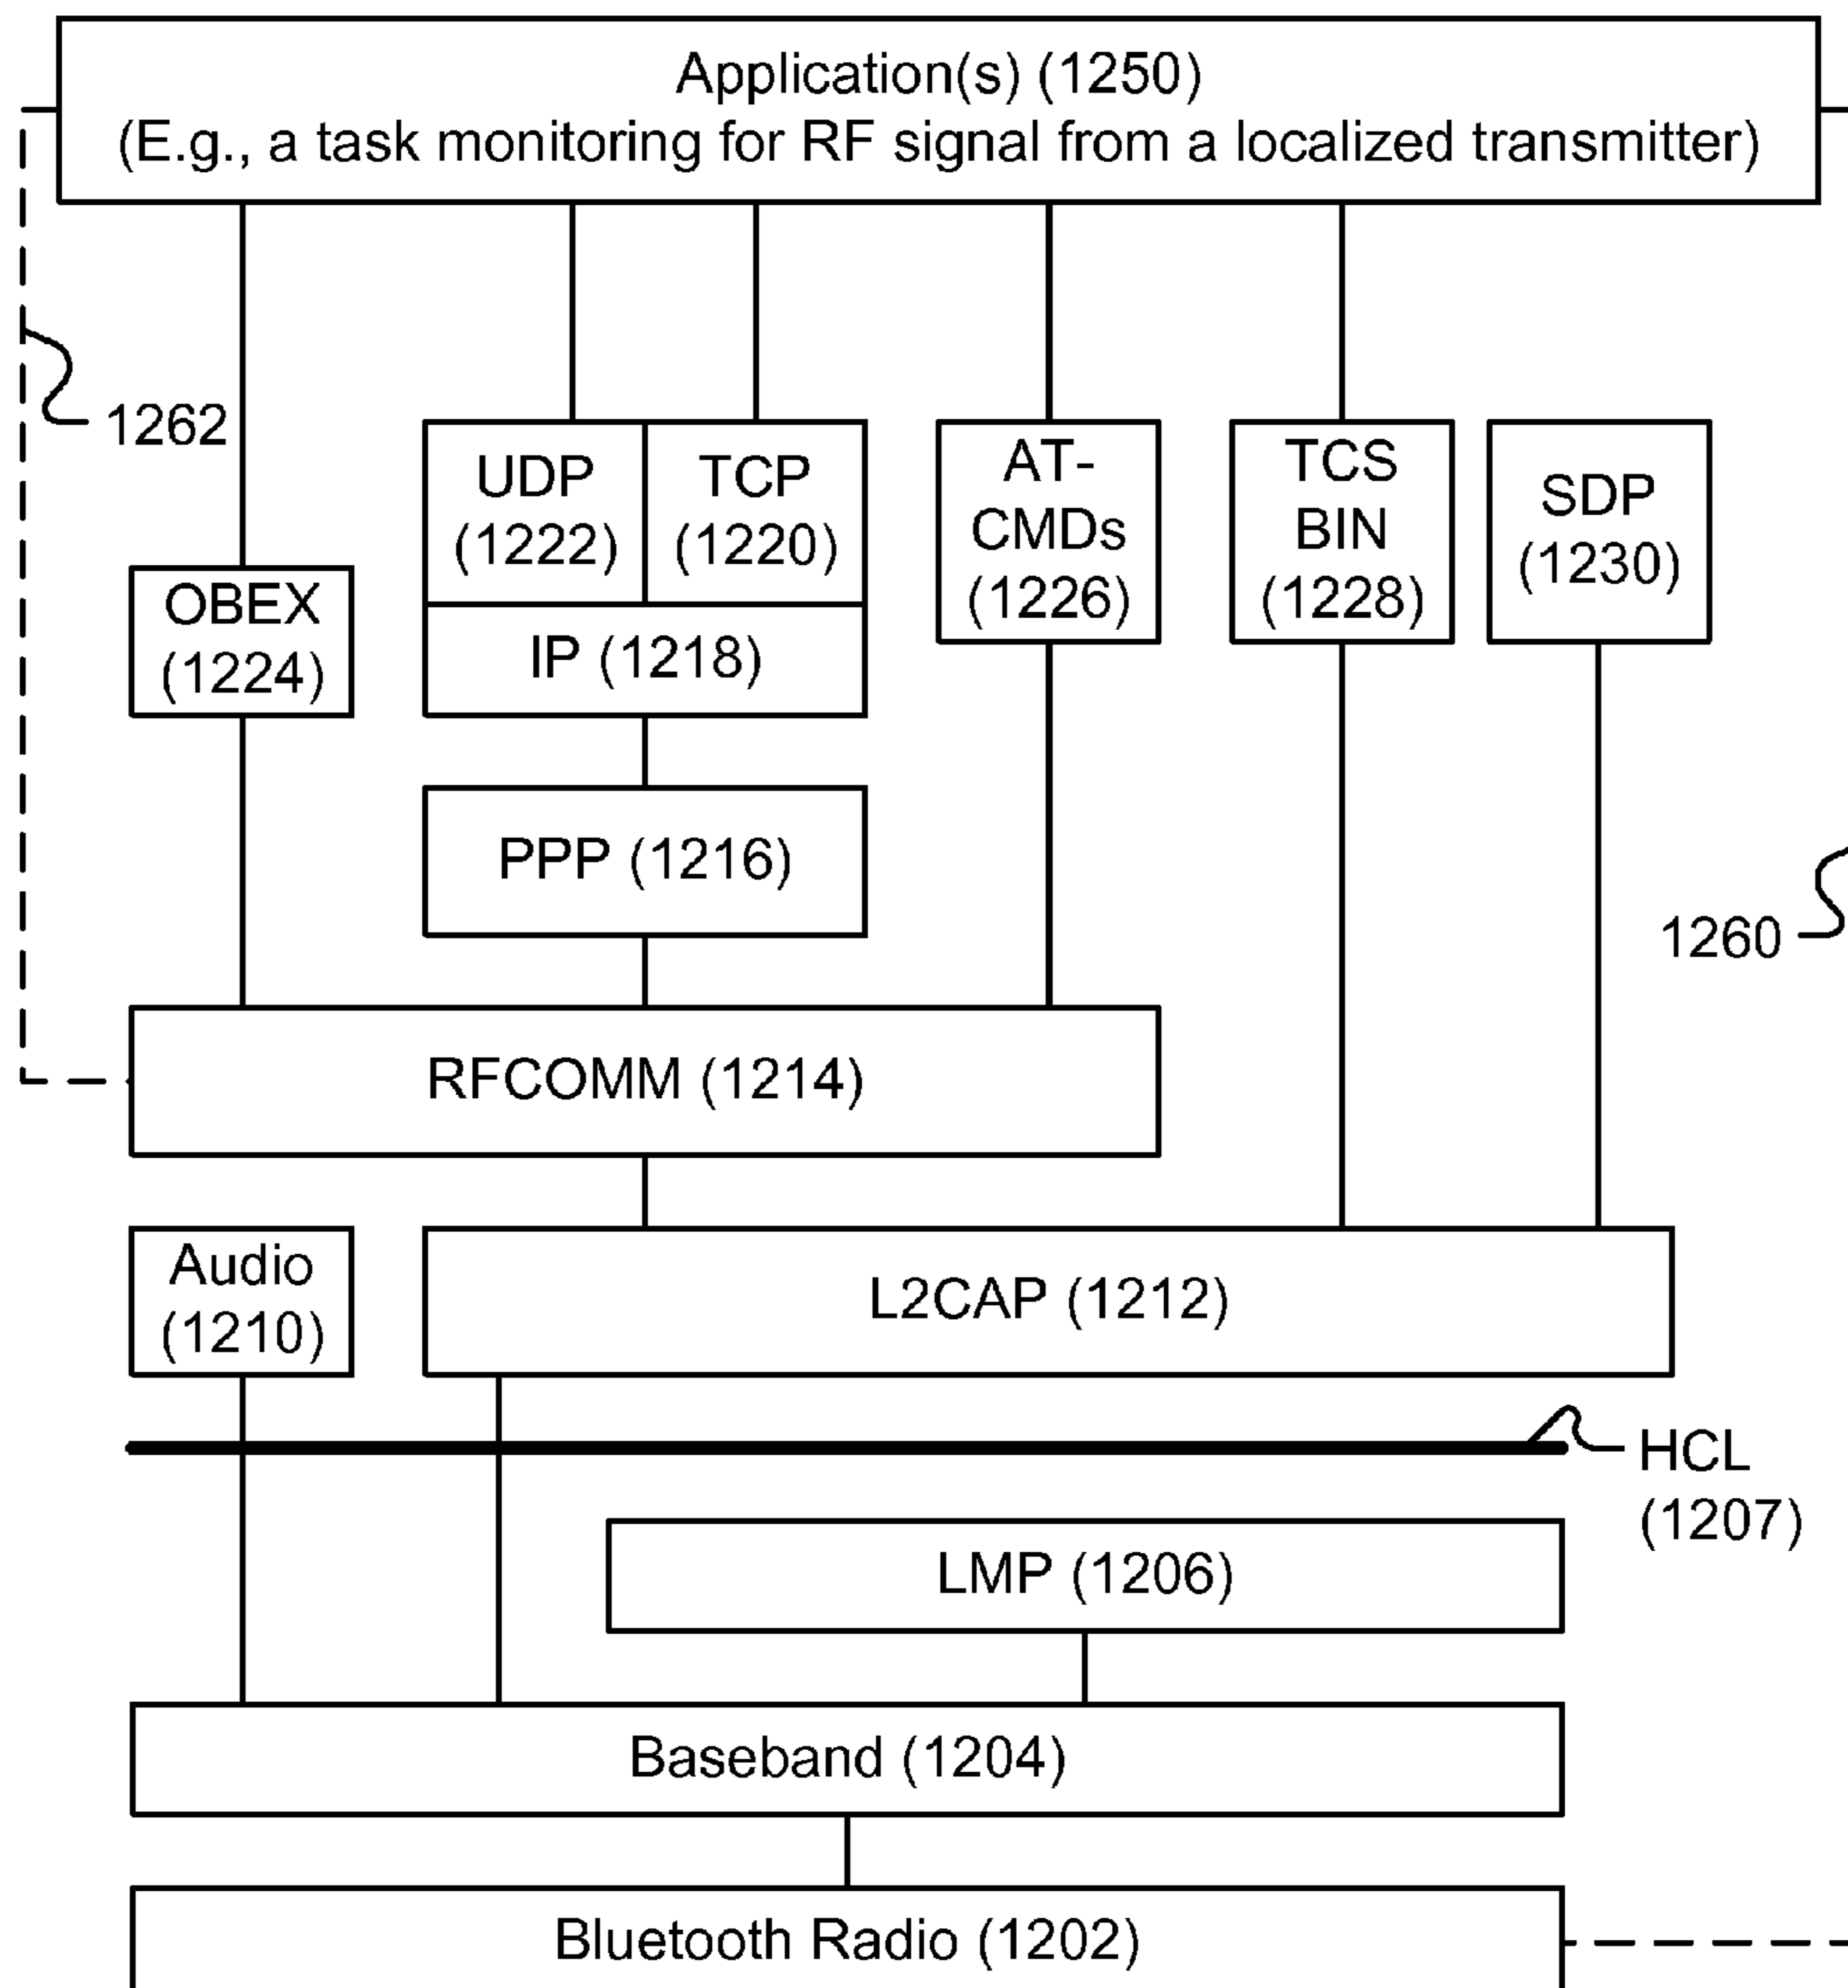 Application(s) (1250)
(E.g., a task monitoring for RF signal from a localized transmitter)
1262
UDP
(1222)
TCP
(1220)
AT-
CMDs
(1226)
TCS
BIN
(1228)
SDP
(1230)
OBEX
(1224)
IP (1218)
PPP (1216)
1260
RFCOMM (1214)
Audio
(1210)
L2CAP (1212)
HCL
(1207)
LMP (1206)
Baseband (1204)
Bluetooth Radio (1202)